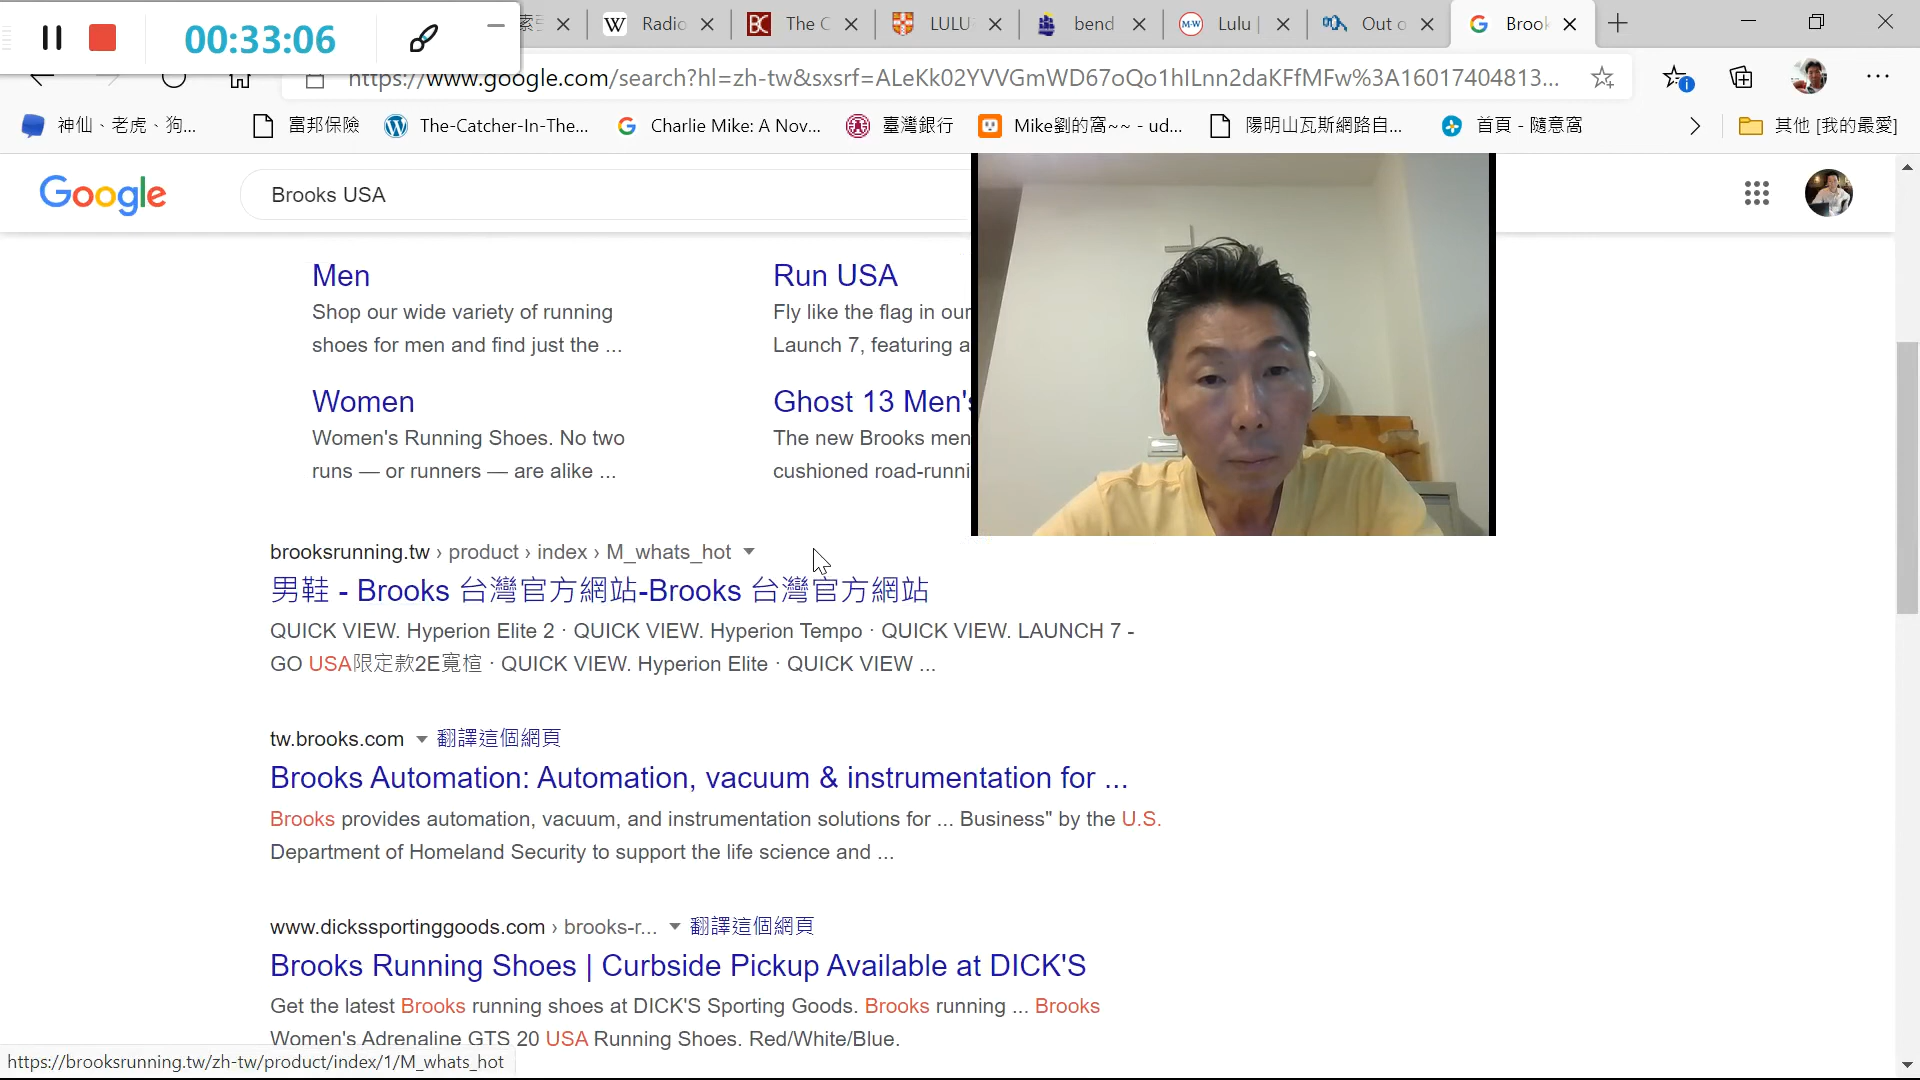 00:33:06
索引
Radio
The C
LULU
bend
M-W
Lulu |
Out o
Brook
https://www.google.com/search?hl=zh-tw&sxsrf=ALeKk02YVVGmWD67oQo1hILnn2daKFfMFw%3A16017404813...
神仙、老虎、狗...
富邦保險
The-Catcher-In-The...
Charlie Mike: A Nov...
臺灣銀行
Mike劉的窩~~ - ud...
陽明山瓦斯網路自...
首頁 - 隨意窩
其他 [我的最愛]
Google
Brooks USA
Men
Shop our wide variety of running
shoes for men and find just the ...
Run USA
Fly like the flag in our
Launch 7, featuring a
Women
Women's Running Shoes. No two
runs — or runners — are alike ...
Ghost 13 Men's
The new Brooks men
cushioned road-runni
brooksrunning.tw › product › index › M_whats_hot
男鞋 - Brooks 台灣官方網站-Brooks 台灣官方網站
QUICK VIEW. Hyperion Elite 2 · QUICK VIEW. Hyperion Tempo · QUICK VIEW. LAUNCH 7 -
GO USA限定款2E寬楦 · QUICK VIEW. Hyperion Elite · QUICK VIEW ...
tw.brooks.com 翻譯這個網頁
Brooks Automation: Automation, vacuum & instrumentation for ...
Brooks provides automation, vacuum, and instrumentation solutions for ... Business" by the U.S.
Department of Homeland Security to support the life science and ...
www.dickssportinggoods.com › brooks-r... 翻譯這個網頁
Brooks Running Shoes | Curbside Pickup Available at DICK'S
Get the latest Brooks running shoes at DICK'S Sporting Goods. Brooks running ... Brooks
Women's Adrenaline GTS 20 USA Running Shoes. Red/White/Blue.
https://brooksrunning.tw/zh-tw/product/index/1/M_whats_hot